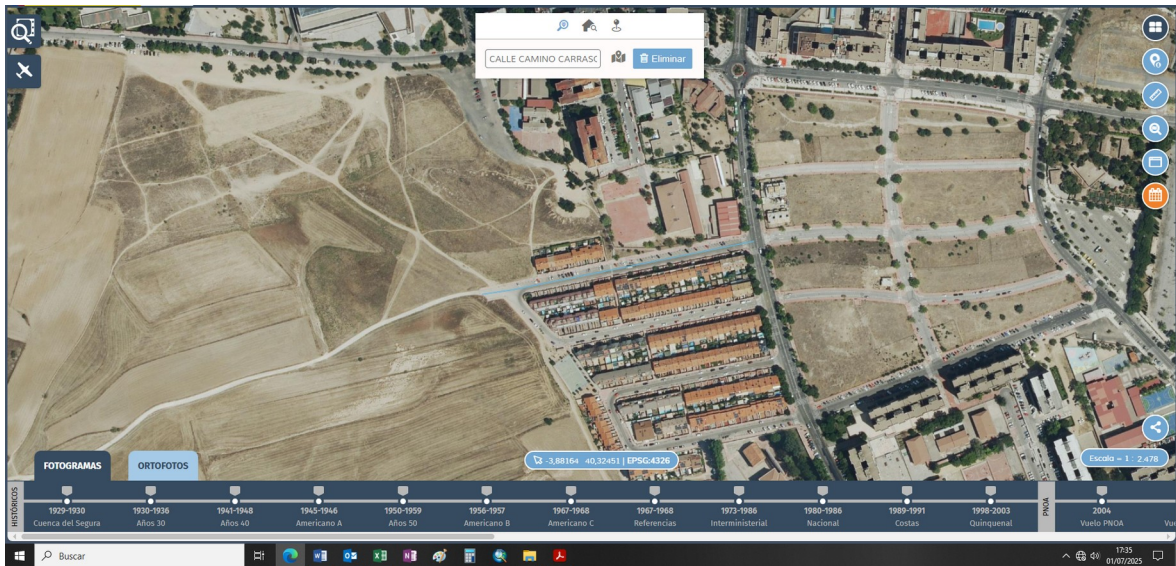 CALLE CAMINO CARRASC
Eliminar
FOTOGRAMAS
ORTOFOTOS
-3,88164 40,32451 | EPSG:4326
Escala ~ 1 : 2.478
HISTÓRICOS
1929-1930
Cuenca del Segura
1930-1936
Años 30
1941-1948
Años 40
1945-1946
Americano A
1950-1959
Años 50
1956-1957
Americano B
1967-1968
Americano C
1967-1968
Referencias
1973-1986
Interministerial
1980-1986
Nacional
1989-1991
Costas
1998-2003
Quinquenal
PNOA
2004
Vuelo PNOA
Vue
Buscar
17:35
01/07/2025